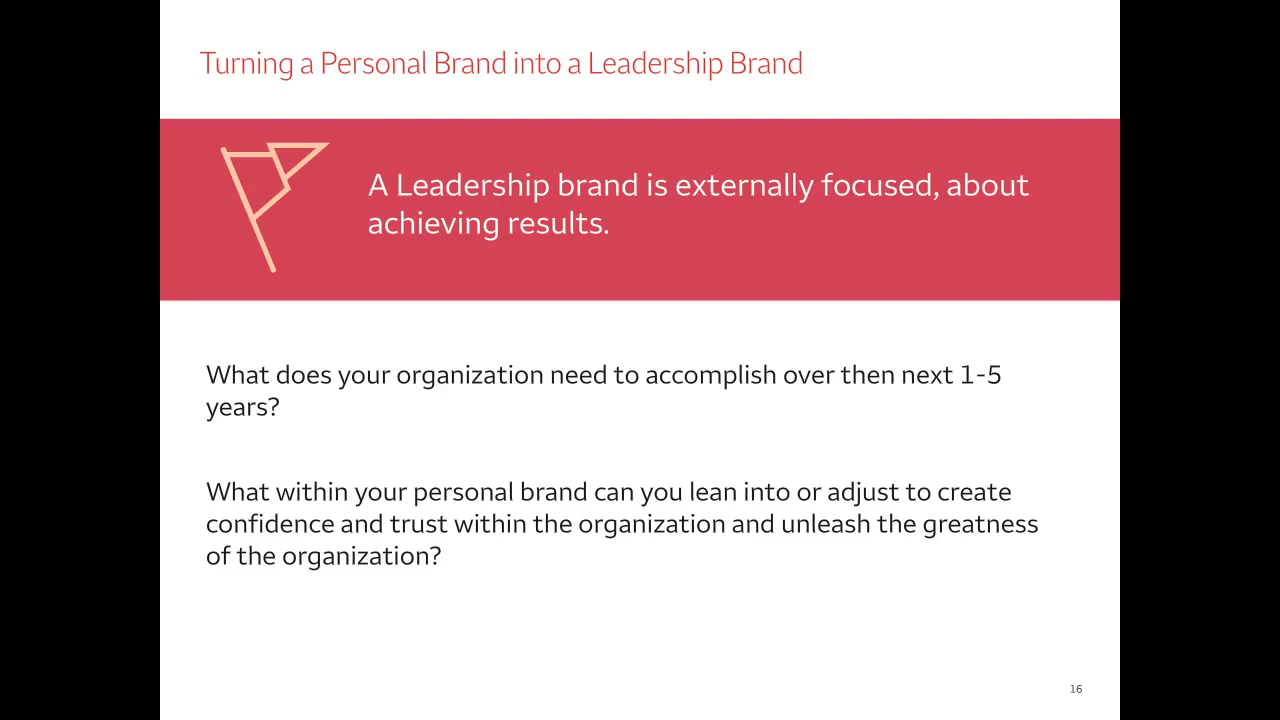 Turning a Personal Brand into a Leadership Brand
A Leadership brand is externally focused, about
achieving results.
What does your organization need to accomplish over then next 1-5
years?
What within your personal brand can you lean into or adjust to create
confidence and trust within the organization and unleash the greatness
of the organization?
16